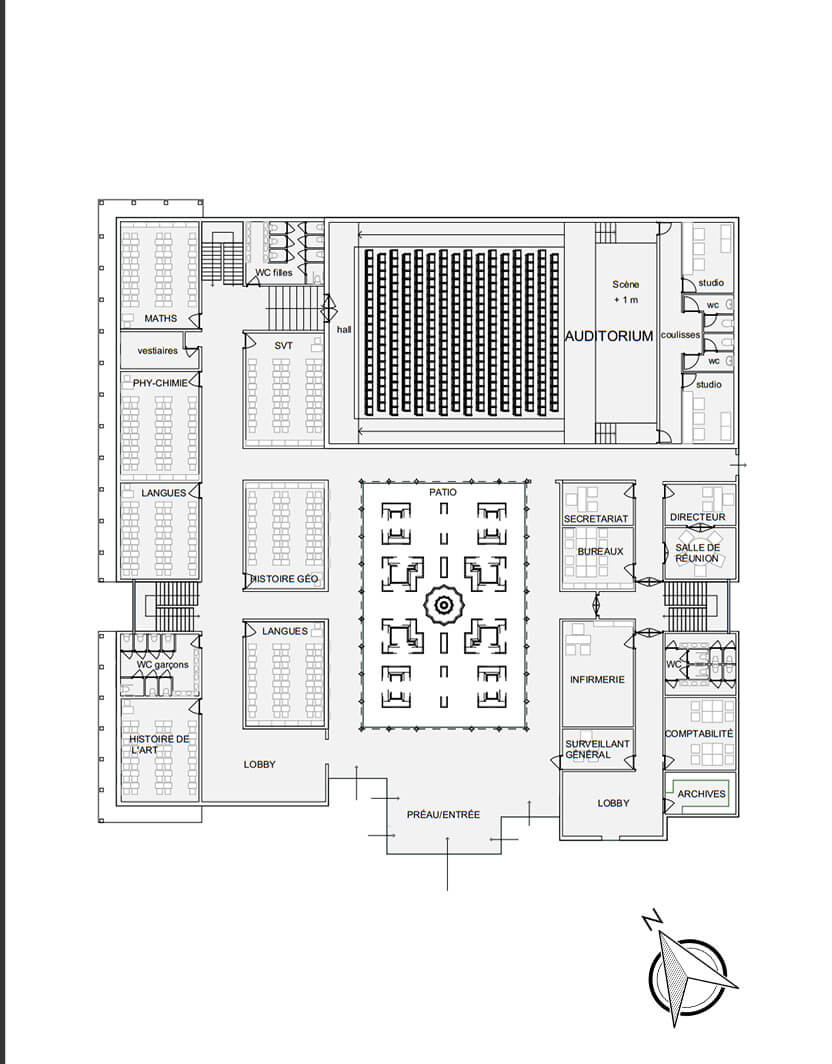 WC filles
studio
Scène
+ 1 m
wc
MATHS
hall
AUDITORIUM
coulisses
vestiaires
SVT
wc
PHY-CHIMIE
studio
LANGUES
PATIO
SECRETARIAT
DIRECTEUR
BUREAUX
SALLE DE
RÉUNION
HISTOIRE GÉO
LANGUES
WC garçons
WC
INFIRMERIE
HISTOIRE DE
L'ART
COMPTABILITÉ
SURVEILLANT
GÉNÉRAL
LOBBY
ARCHIVES
LOBBY
PRÉAU/ENTRÉE
N